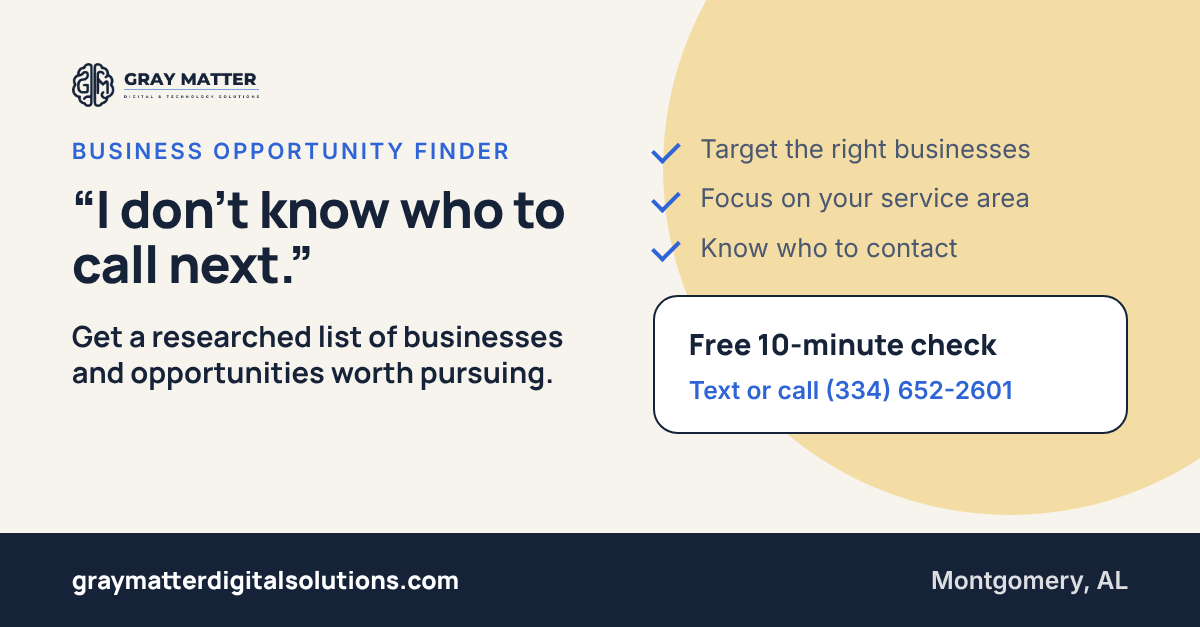 GM
GRAY MATTER
DIGITAL & TECHNOLOGY SOLUTIONS
BUSINESS OPPORTUNITY FINDER
“I don’t know who to
call next.”
Get a researched list of businesses
and opportunities worth pursuing.
Target the right businesses
Focus on your service area
Know who to contact
Free 10-minute check
Text or call (334) 652-2601
graymatterdigitalsolutions.com
Montgomery, AL